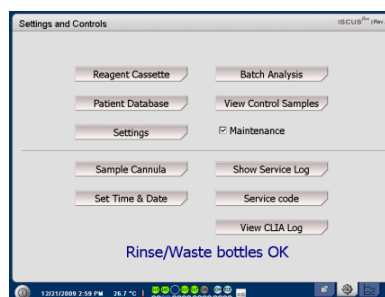 Settings and Controls
ISCUS
Reagent Cassette
Batch Analysis
Patient Database
View Control Samples
Settings
Maintenance
Sample Cannula
Show Service Log
Set Time & Date
Service code
View CLIA Log
Rinse/Waste bottles OK
12/21/2009 2:59 PM 26.7 °C